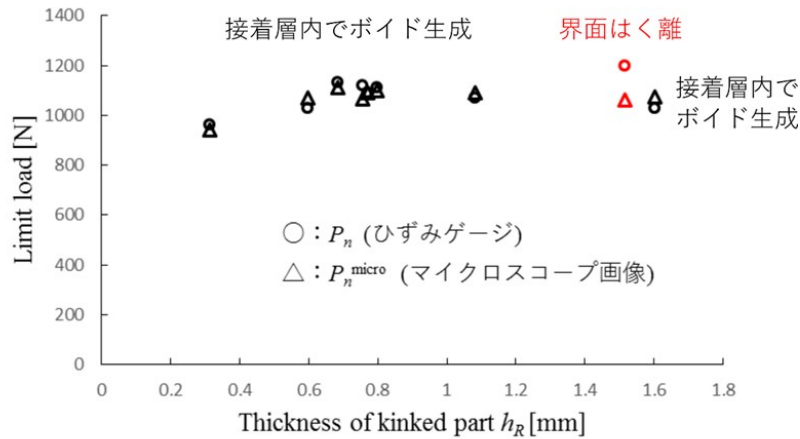 接着層内でボイド生成
界面はく離
接着層内で
ボイド生成
○：Pn (ひずみゲージ)
△：Pn^micro (マイクロスコープ画像)
Limit load [N]
1400
1200
1000
800
600
400
200
0
0 0.2 0.4 0.6 0.8 1 1.2 1.4 1.6 1.8
Thickness of kinked part hR [mm]